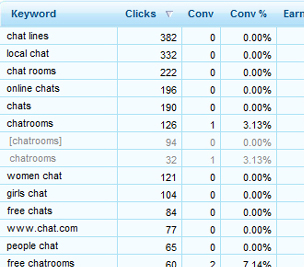 Keyword Clicks Conv Conv % Earn
chat lines 382 0 0.00%
local chat 332 0 0.00%
chat rooms 222 0 0.00%
online chats 196 0 0.00%
chats 190 0 0.00%
chatrooms 126 1 3.13%
[chatrooms] 94 0 0.00%
chatrooms 32 1 3.13%
women chat 121 0 0.00%
girls chat 104 0 0.00%
free chats 84 0 0.00%
www.chat.com 77 0 0.00%
people chat 65 0 0.00%
free chatrooms 60 2 7.14%